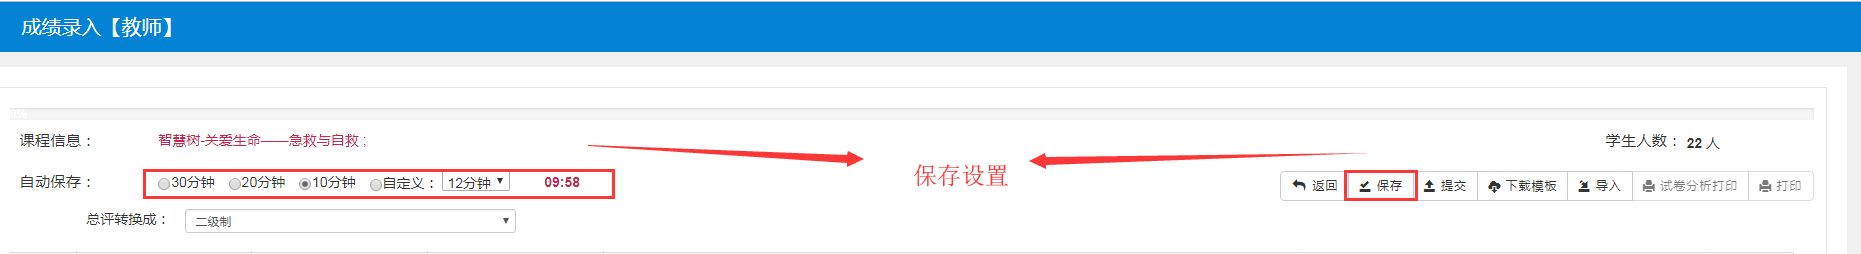 成绩录入【教师】
0%
课程信息： 智慧树-关爱生命——急救与自救 ; 学生人数： 22 人
自动保存： 30分钟 20分钟 10分钟 自定义： 12分钟 09:58 保存设置 返回 保存 提交 下载模板 导入 试卷分析打印 打印
总评转换成： 二级制